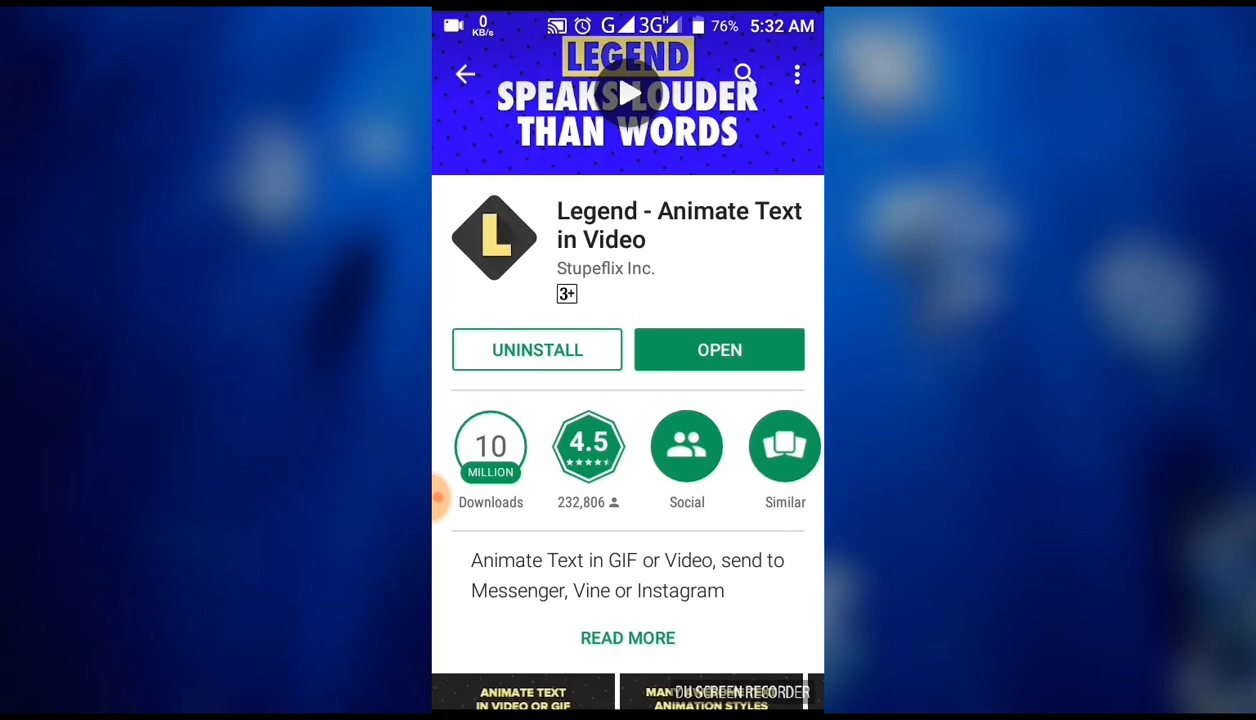 0
KB/s
G 3G H 76% 5:32 AM
LEGEND
SPEAKS LOUDER
THAN WORDS
L
Legend - Animate Text
in Video
Stupeflix Inc.
3+
UNINSTALL
OPEN
10
MILLION
Downloads
4.5
232,806
Social
Similar
Animate Text in GIF or Video, send to
Messenger, Vine or Instagram
READ MORE
ANIMATE TEXT
IN VIDEO OR GIF
ANIMATION STYLES
DU SCREEN RECORDER